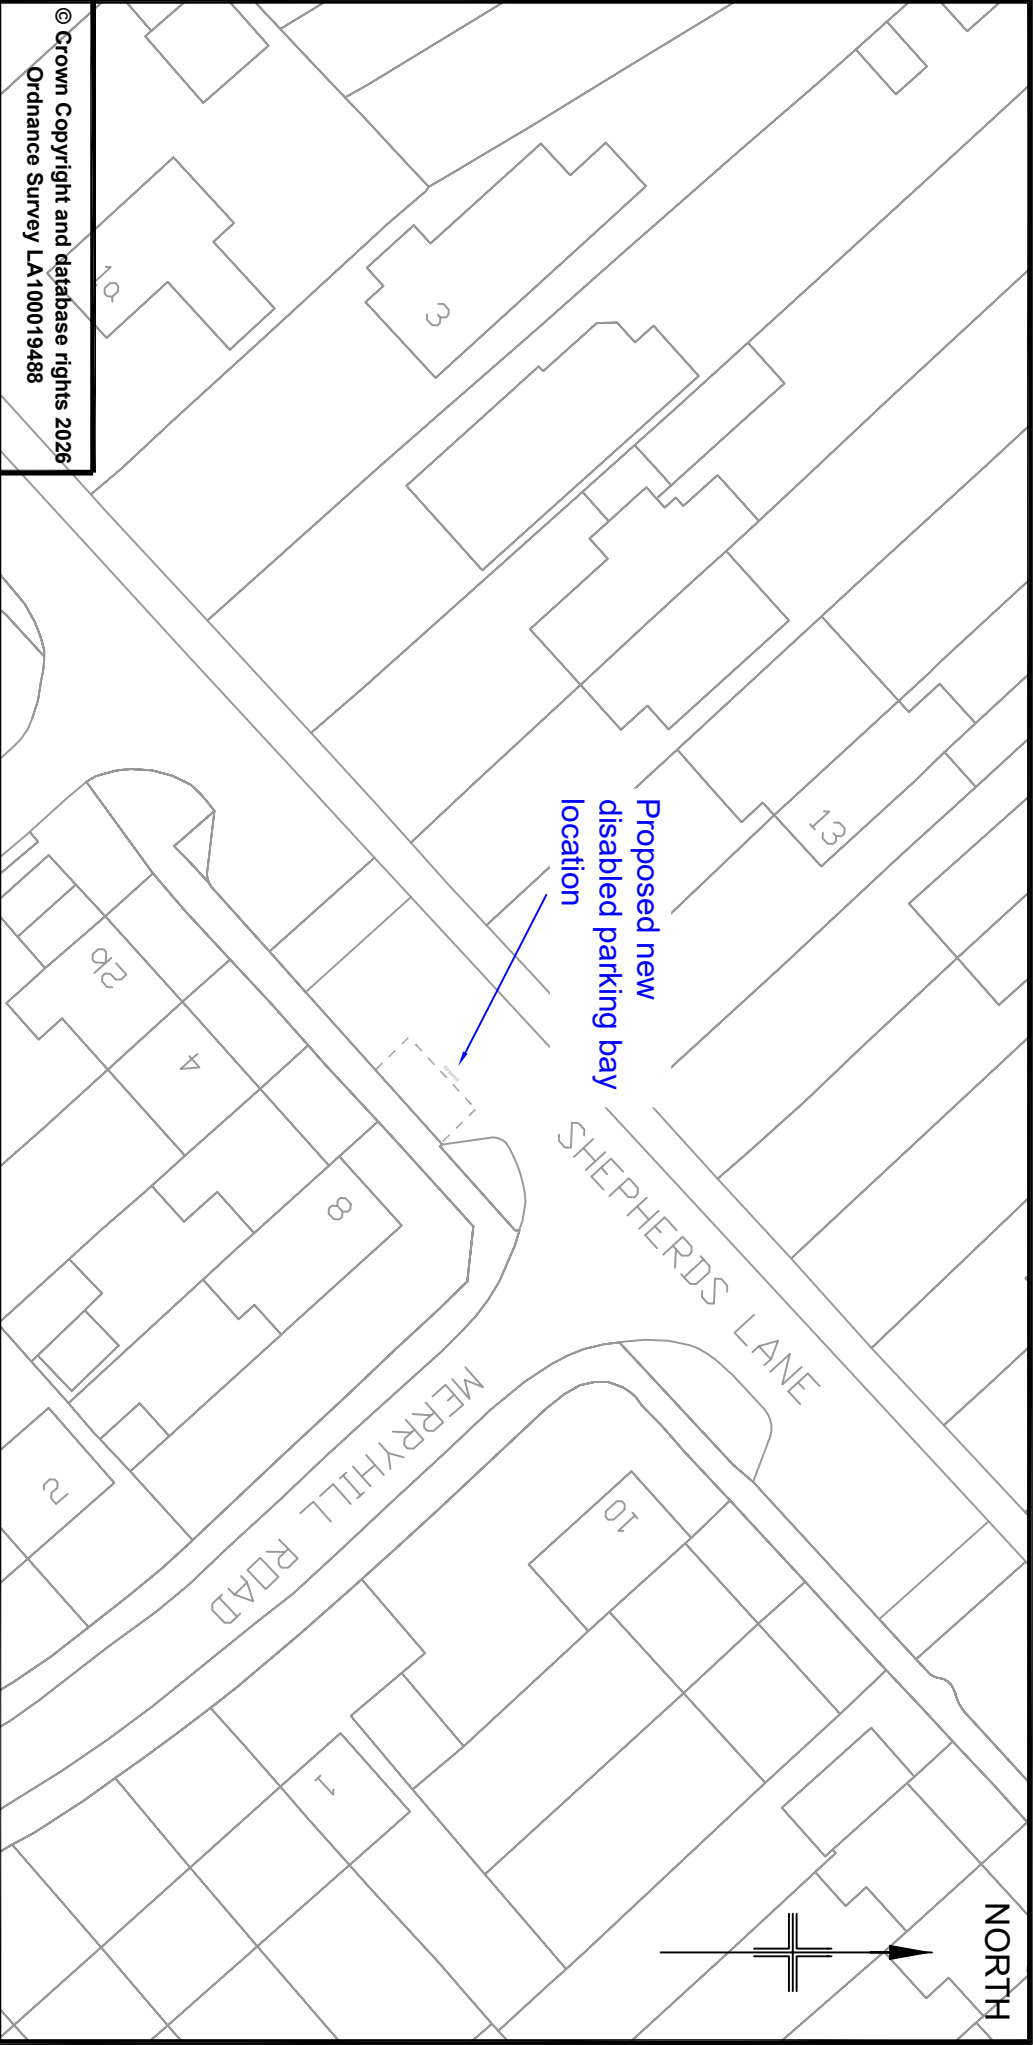 NORTH
3
13
Proposed new
disabled parking bay
location
SHEPHERDS LANE
10
MERRYHILL ROAD
8
4
2b
2
1
© Crown Copyright and database rights 2026
Ordnance Survey LA100019488